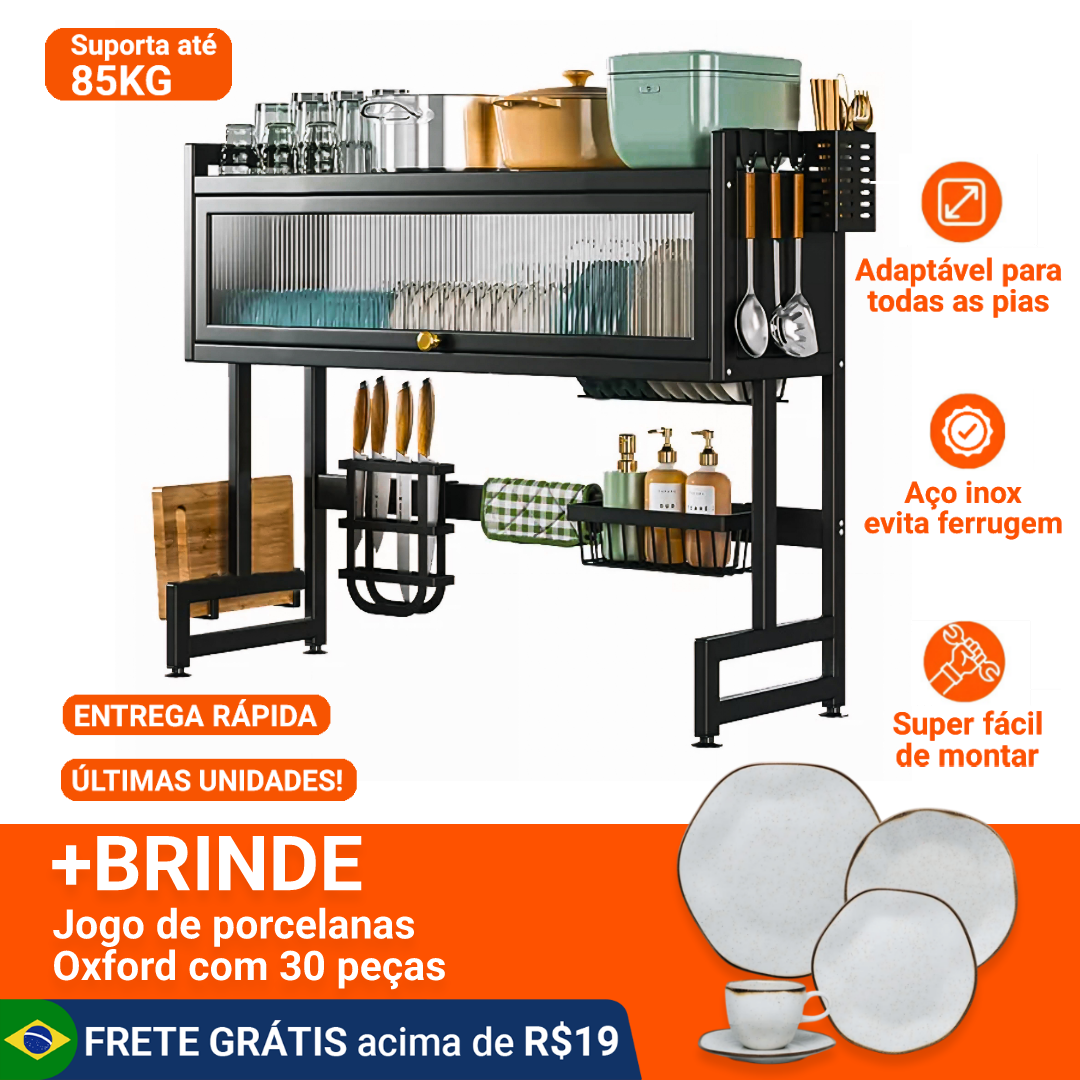 Suporta até
85KG
Adaptável para
todas as pias
Aço inox
evita ferrugem
Super fácil
de montar
ENTREGA RÁPIDA
ÚLTIMAS UNIDADES!
+BRINDE
Jogo de porcelanas
Oxford com 30 peças
FRETE GRÁTIS acima de R$19